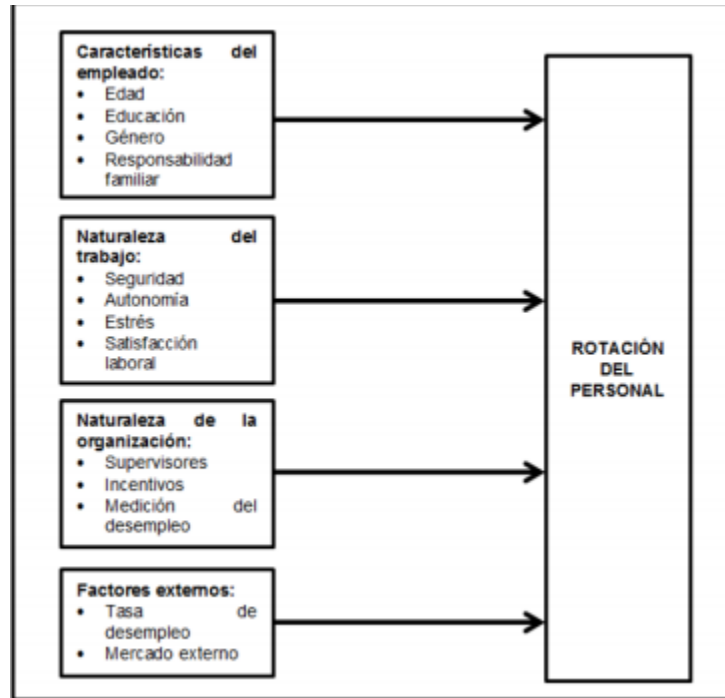 Características del
empleado:
• Edad
• Educación
• Género
• Responsabilidad
familiar
Naturaleza del
trabajo:
• Seguridad
• Autonomía
• Estrés
• Satisfacción
laboral
Naturaleza de la
organización:
• Supervisores
• Incentivos
• Medición del
desempleo
Factores externos:
• Tasa de
desempleo
• Mercado externo
ROTACIÓN
DEL
PERSONAL